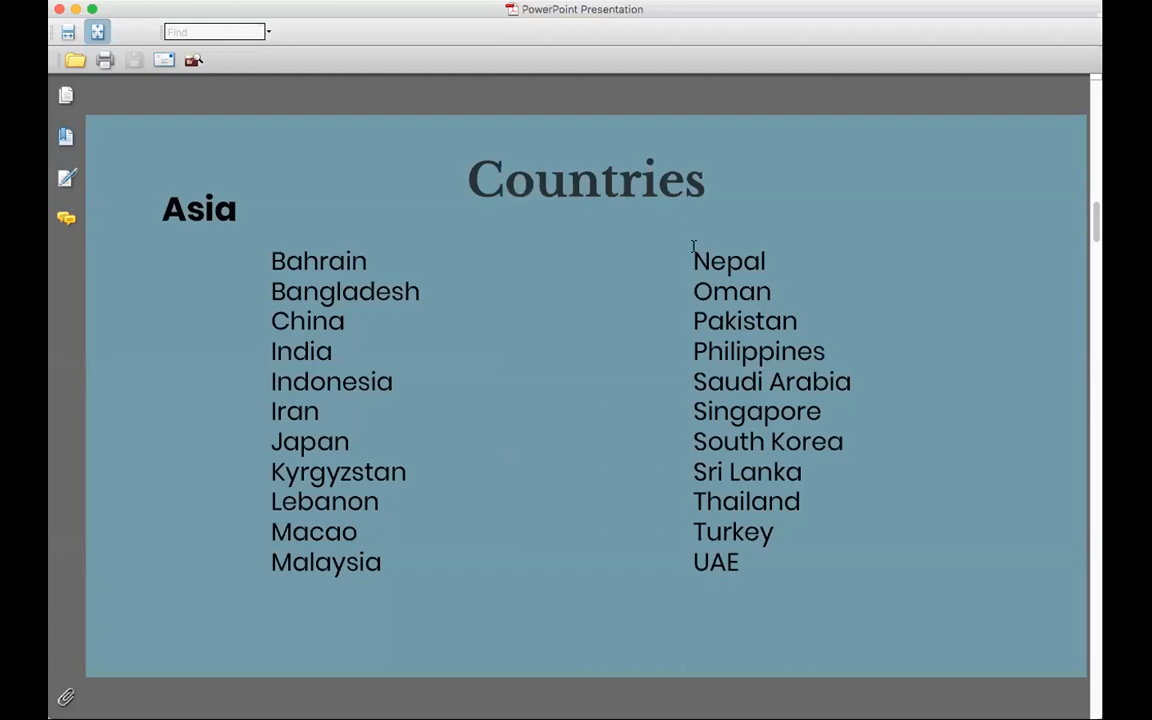 PowerPoint Presentation
Find
Countries
Asia
Bahrain
Bangladesh
China
India
Indonesia
Iran
Japan
Kyrgyzstan
Lebanon
Macao
Malaysia
Nepal
Oman
Pakistan
Philippines
Saudi Arabia
Singapore
South Korea
Sri Lanka
Thailand
Turkey
UAE